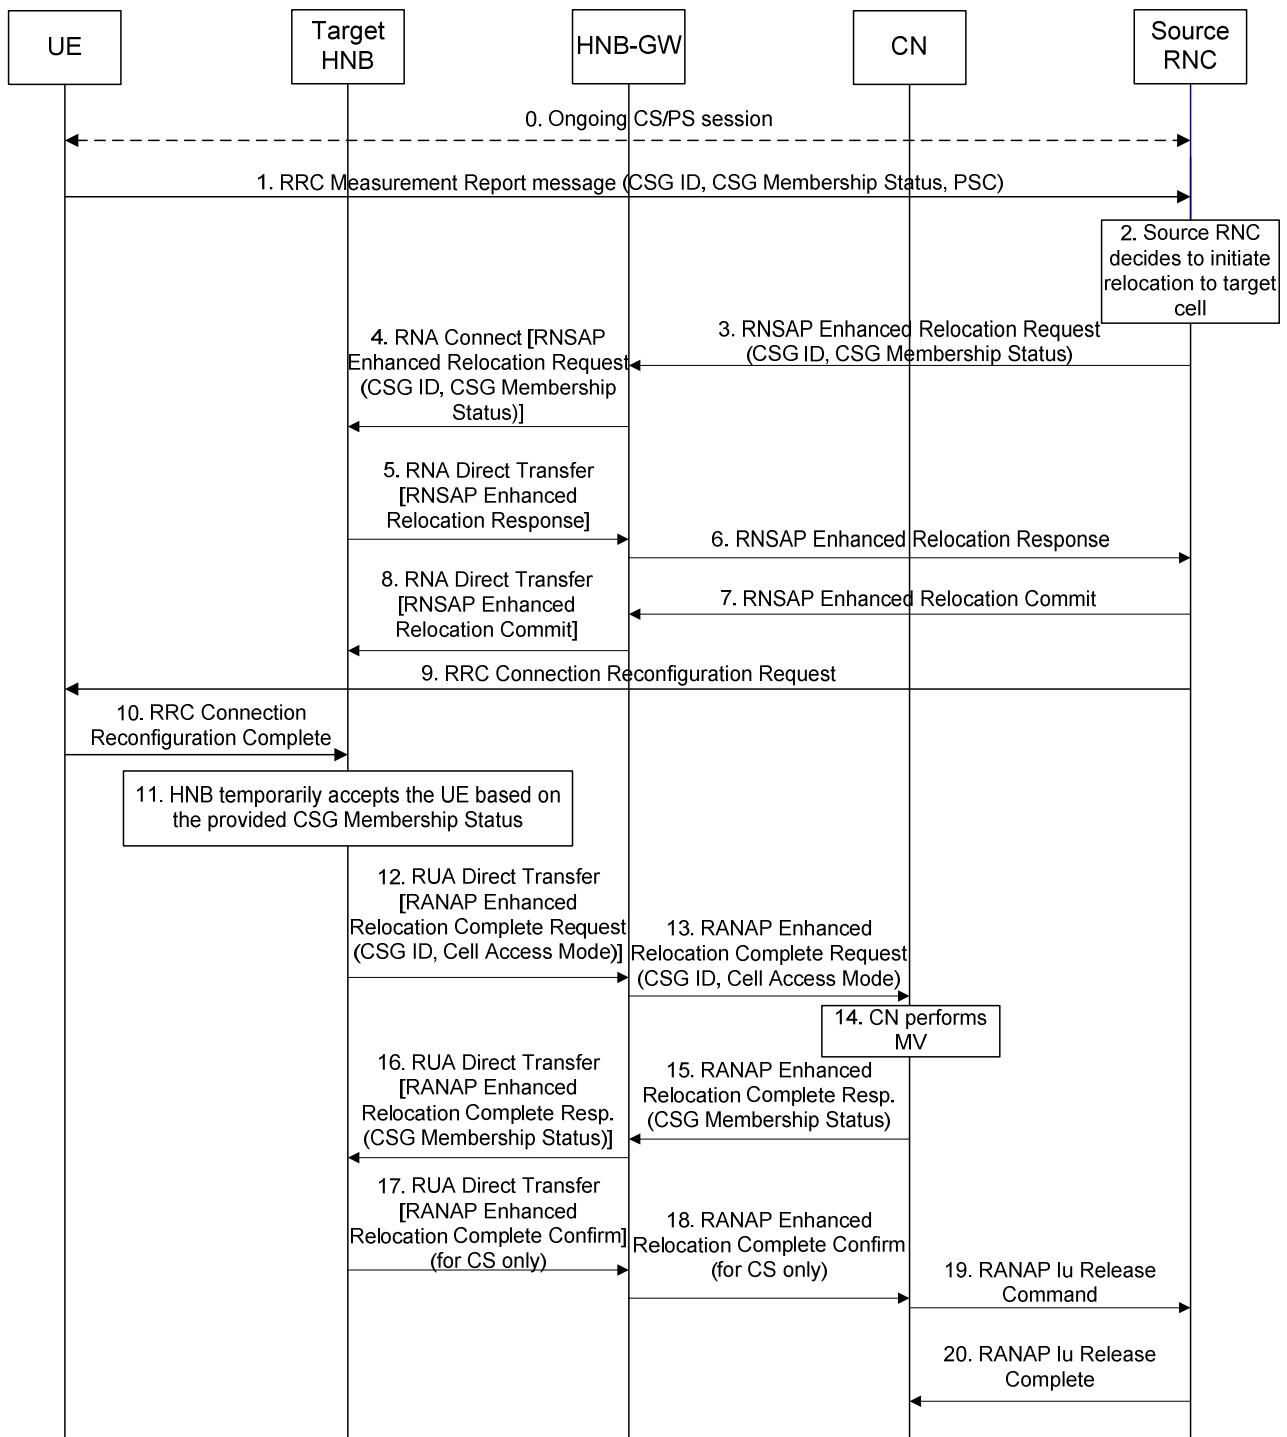 UE
Target
HNB
HNB-GW
CN
Source
RNC
0. Ongoing CS/PS session
1. RRC Measurement Report message (CSG ID, CSG Membership Status, PSC)
2. Source RNC
decides to initiate
relocation to target
cell
3. RNSAP Enhanced Relocation Request
(CSG ID, CSG Membership Status)
4. RNA Connect [RNSAP
Enhanced Relocation Request
(CSG ID, CSG Membership
Status)]
5. RNA Direct Transfer
[RNSAP Enhanced
Relocation Response]
6. RNSAP Enhanced Relocation Response
7. RNSAP Enhanced Relocation Commit
8. RNA Direct Transfer
[RNSAP Enhanced
Relocation Commit]
9. RRC Connection Reconfiguration Request
10. RRC Connection
Reconfiguration Complete
11. HNB temporarily accepts the UE based on
the provided CSG Membership Status
12. RUA Direct Transfer
[RANAP Enhanced
Relocation Complete Request
(CSG ID, Cell Access Mode)]
13. RANAP Enhanced
Relocation Complete Request
(CSG ID, Cell Access Mode)
14. CN performs
MV
15. RANAP Enhanced
Relocation Complete Resp.
(CSG Membership Status)
16. RUA Direct Transfer
[RANAP Enhanced
Relocation Complete Resp.
(CSG Membership Status)]
17. RUA Direct Transfer
[RANAP Enhanced
Relocation Complete Confirm]
(for CS only)
18. RANAP Enhanced
Relocation Complete Confirm
(for CS only)
19. RANAP Iu Release
Command
20. RANAP Iu Release
Complete